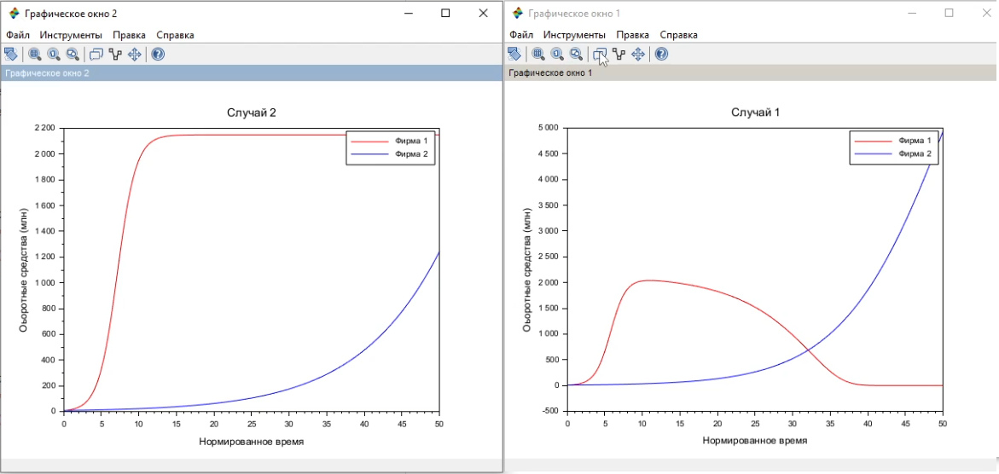 Графическое окно 2
Файл Инструменты Правка Справка
Графическое окно 2
Случай 2
Фирма 1
Фирма 2
Оьоротные средства (млн)
2 200
2 000
1 800
1 600
1 400
1 200
1 000
800
600
400
200
0
0 5 10 15 20 25 30 35 40 45 50
Нормированное время
Графическое окно 1
Файл Инструменты Правка Справка
Графическое окно 1
Случай 1
Фирма 1
Фирма 2
Оьоротные средства (млн)
5 000
4 500
4 000
3 500
3 000
2 500
2 000
1 500
1 000
500
0
-500
0 5 10 15 20 25 30 35 40 45 50
Нормированное время